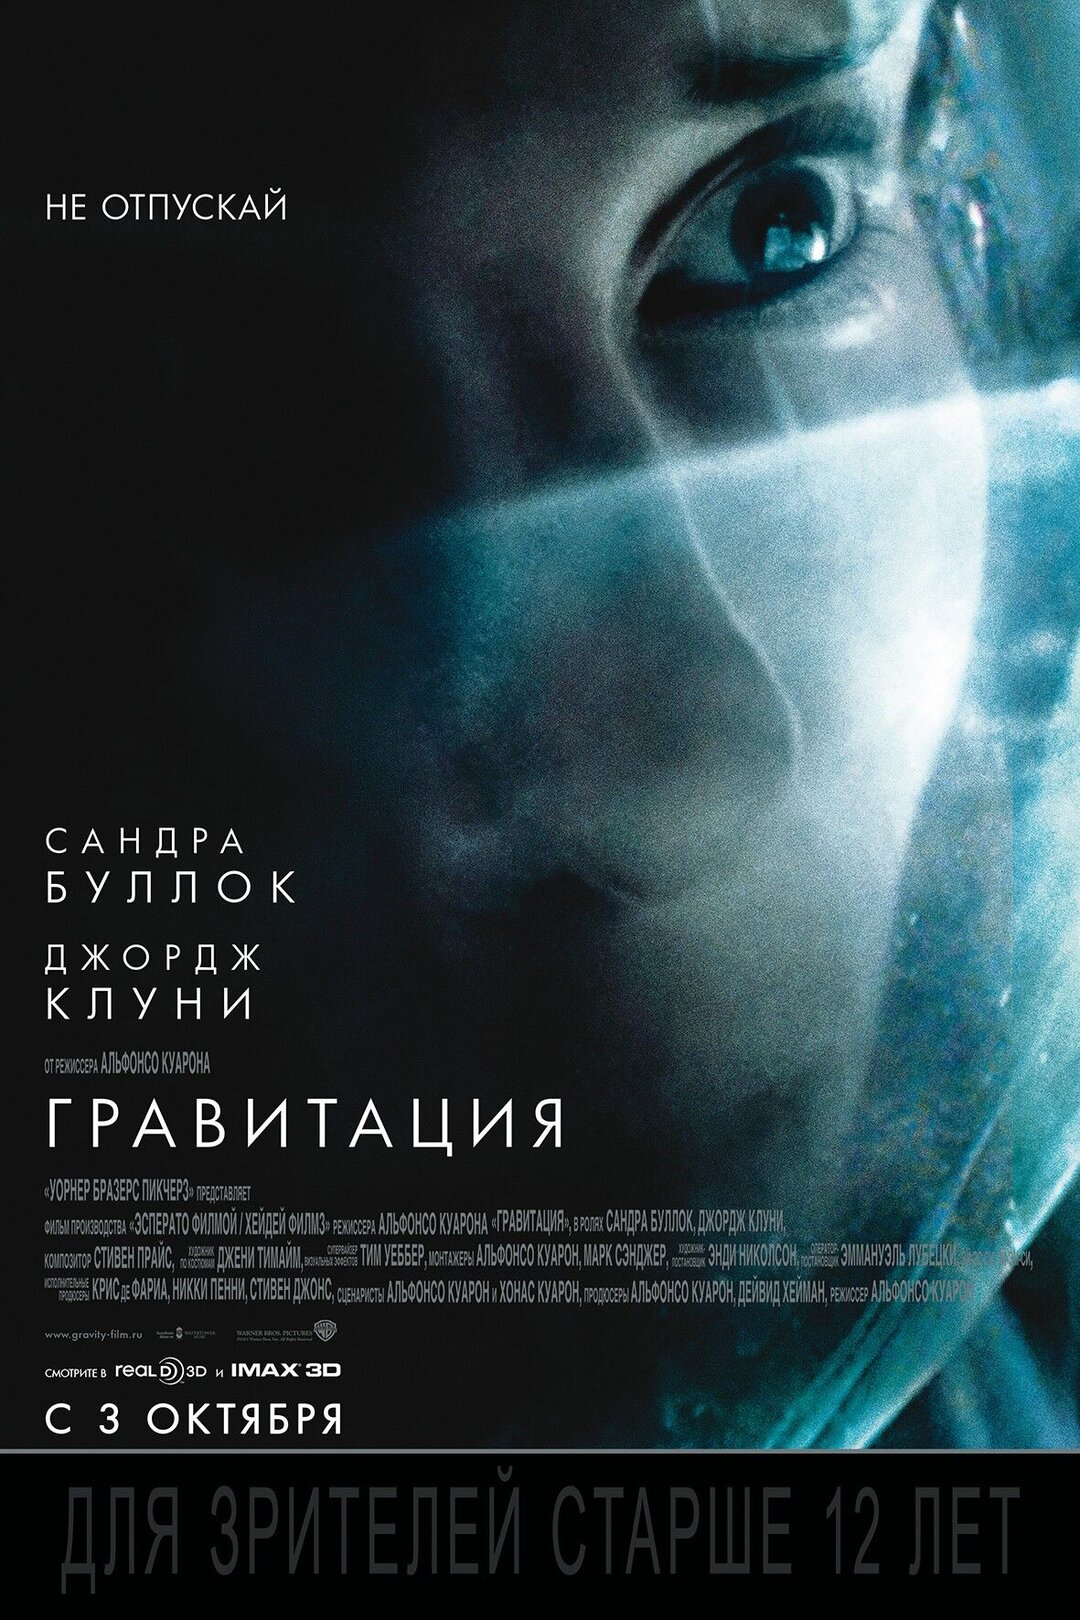 НЕ ОТПУСКАЙ
САНДРА
БУЛЛОК
ДЖОРДЖ
КЛУНИ
ОТ РЕЖИССЕРА АЛЬФОНСО КУАРОНА
ГРАВИТАЦИЯ
«УОРНЕР БРАЗЕРС ПИКЧЕРЗ» ПРЕДСТАВЛЯЕТ
ФИЛЬМ ПРОИЗВОДСТВА «ЭСПЕРАТО ФИЛМОЙ / ХЕЙДЕЙ ФИЛМЗ» РЕЖИССЕРА АЛЬФОНСО КУАРОНА «ГРАВИТАЦИЯ», В РОЛЯХ САНДРА БУЛЛОК, ДЖОРДЖ КЛУНИ,
КОМПОЗИТОР СТИВЕН ПРАЙС, ХУДОЖНИК ПО КОСТЮМАМ ДЖЕНИ ТИМАЙМ, СУПЕРВАЙЗЕР ВИЗУАЛЬНЫХ ЭФФЕКТОВ ТИМ УЕББЕР, МОНТАЖЕРЫ АЛЬФОНСО КУАРОН, МАРК СЭНДЖЕР, ХУДОЖНИК-ПОСТАНОВЩИК ЭНДИ НИКОЛСОН, ОПЕРАТОР-ПОСТАНОВЩИК ЭММАНУЭЛЬ ЛУБЕЦКИ,
ИСПОЛНИТЕЛЬНЫЕ ПРОДЮСЕРЫ КРИС ДЕ ФАРИА, НИККИ ПЕННИ, СТИВЕН ДЖОНС, СЦЕНАРИСТЫ АЛЬФОНСО КУАРОН И ХОНАС КУАРОН, ПРОДЮСЕРЫ АЛЬФОНСО КУАРОН, ДЕЙВИД ХЕЙМАН, РЕЖИССЕР АЛЬФОНСО КУАРОН
www.gravity-film.ru WARNER BROS. PICTURES
СМОТРИТЕ В REAL D 3D И IMAX 3D
С 3 ОКТЯБРЯ
ДЛЯ ЗРИТЕЛЕЙ СТАРШЕ 12 ЛЕТ